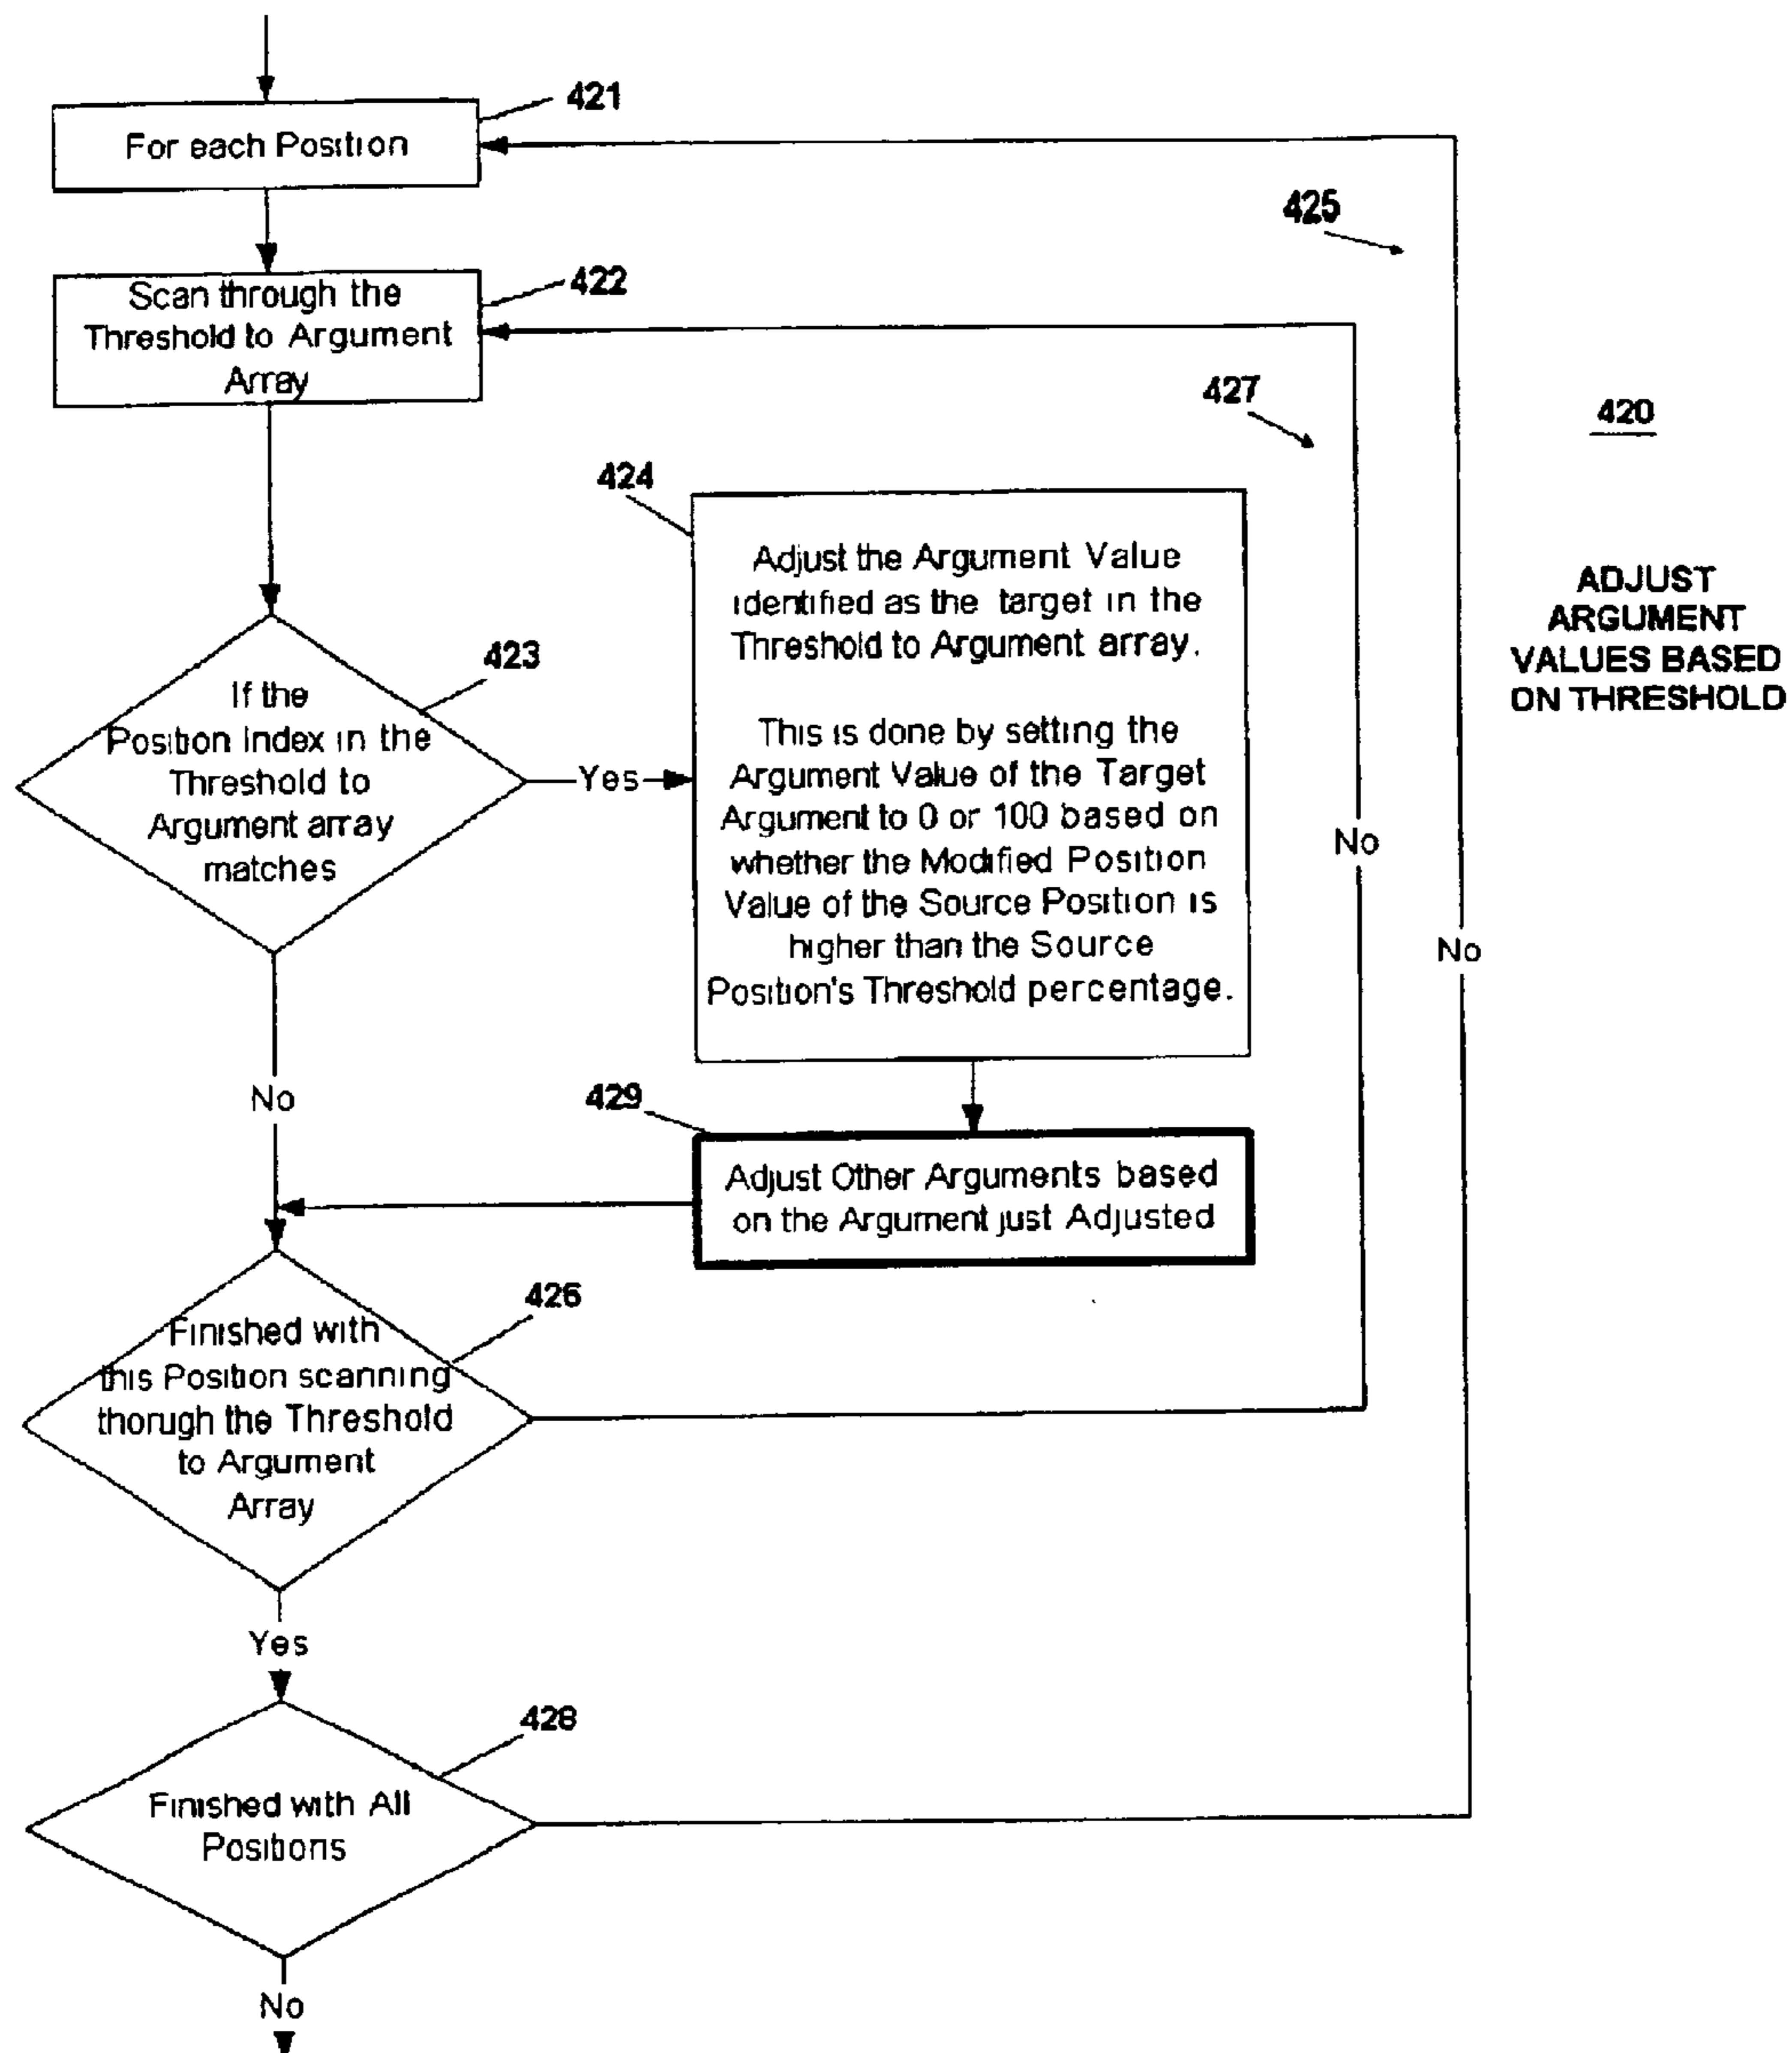 421
For each Position
425
422
Scan through the
Threshold to Argument
Array
427
420
424
ADJUST
ARGUMENT
VALUES BASED
ON THRESHOLD
Adjust the Argument Value
identified as the target in the
Threshold to Argument array.
This is done by setting the
Argument Value of the Target
Argument to 0 or 100 based on
whether the Modified Position
Value of the Source Position is
higher than the Source
Position's Threshold percentage.
423
If the
Position Index in the
Threshold to
Argument array
matches
Yes
No
No
No
429
Adjust Other Arguments based
on the Argument just Adjusted
426
Finished with
this Position scanning
thorugh the Threshold
to Argument
Array
Yes
428
Finished with All
Positions
No